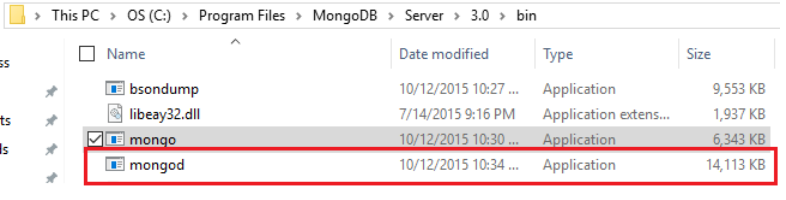 This PC > OS (C:) > Program Files > MongoDB > Server > 3.0 > bin
Name Date modified Type Size
ss
bsondump 10/12/2015 10:27 ... Application 9,553 KB
ts libeay32.dll 7/14/2015 9:16 PM Application extens... 1,937 KB
ls mongo 10/12/2015 10:30 ... Application 6,343 KB
mongod 10/12/2015 10:34 ... Application 14,113 KB